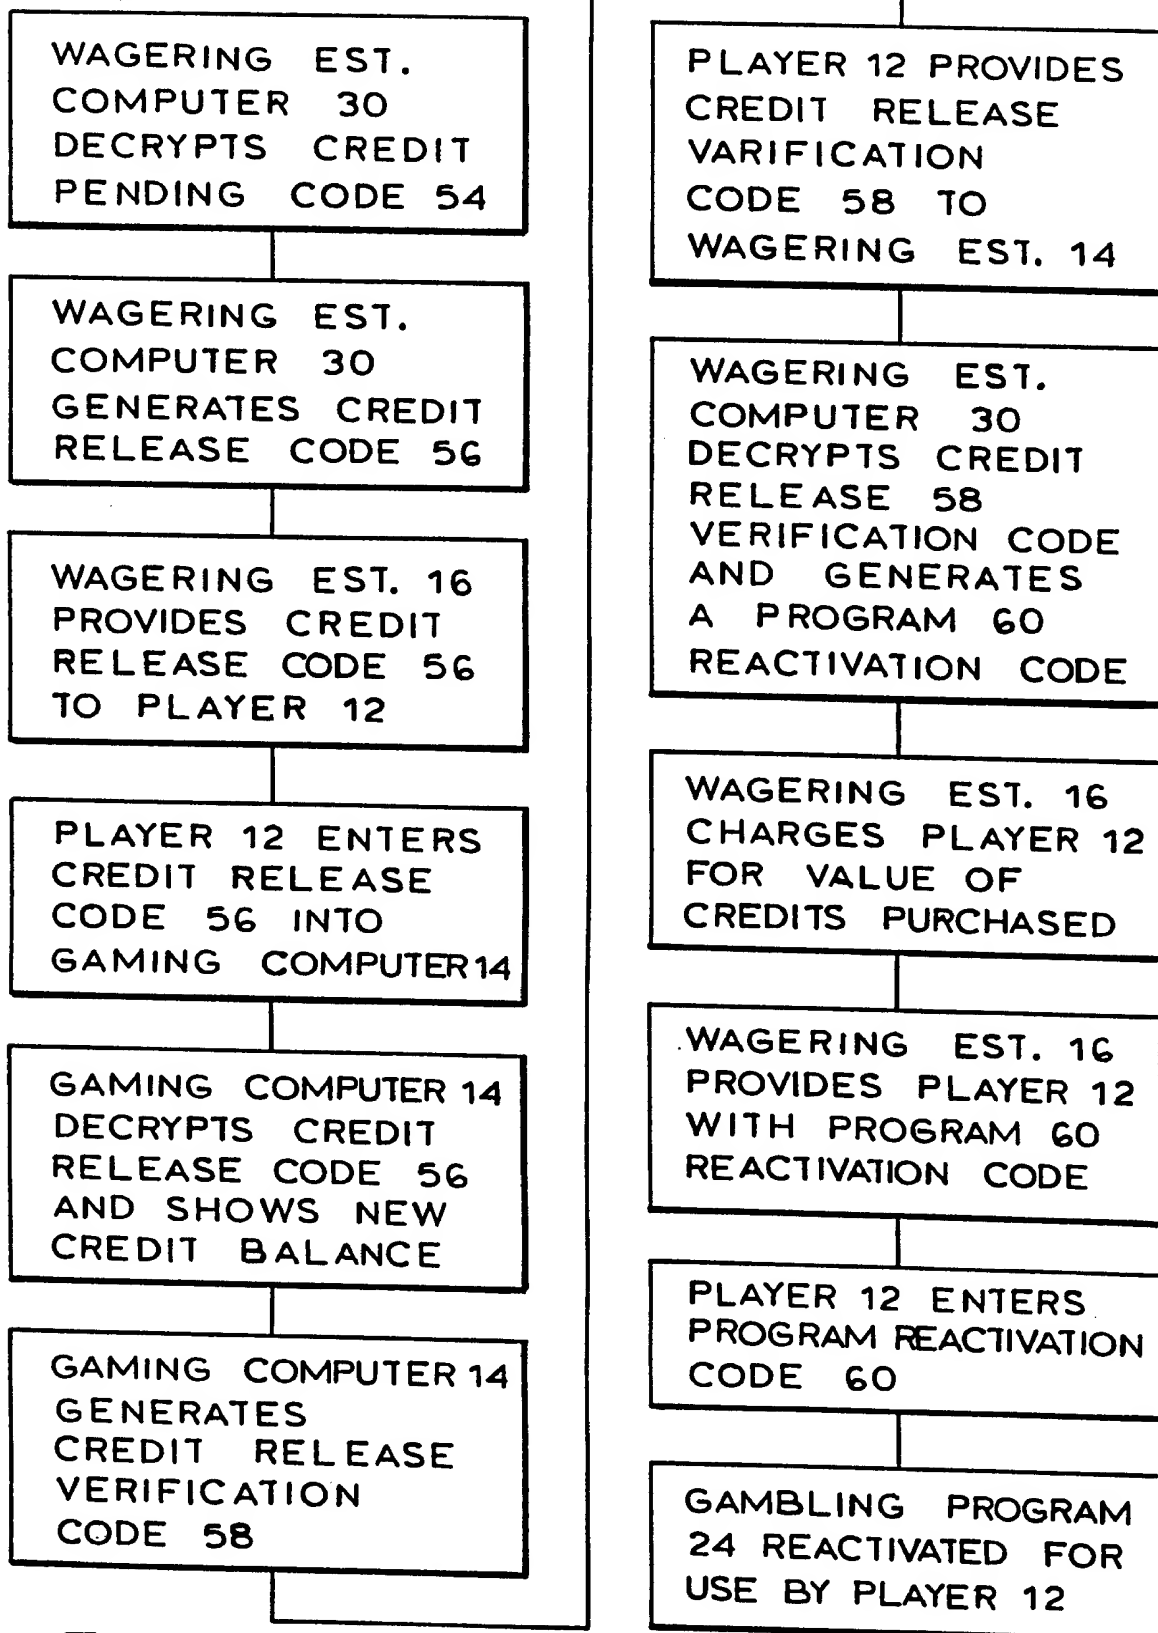 WAGERING EST.
COMPUTER 30
DECRYPTS CREDIT
PENDING CODE 54
WAGERING EST.
COMPUTER 30
GENERATES CREDIT
RELEASE CODE 56
WAGERING EST. 16
PROVIDES CREDIT
RELEASE CODE 56
TO PLAYER 12
PLAYER 12 ENTERS
CREDIT RELEASE
CODE 56 INTO
GAMING COMPUTER 14
GAMING COMPUTER 14
DECRYPTS CREDIT
RELEASE CODE 56
AND SHOWS NEW
CREDIT BALANCE
GAMING COMPUTER 14
GENERATES
CREDIT RELEASE
VERIFICATION
CODE 58
PLAYER 12 PROVIDES
CREDIT RELEASE
VARIFICATION
CODE 58 TO
WAGERING EST. 14
WAGERING EST.
COMPUTER 30
DECRYPTS CREDIT
RELEASE 58
VERIFICATION CODE
AND GENERATES
A PROGRAM 60
REACTIVATION CODE
WAGERING EST. 16
CHARGES PLAYER 12
FOR VALUE OF
CREDITS PURCHASED
WAGERING EST. 16
PROVIDES PLAYER 12
WITH PROGRAM 60
REACTIVATION CODE
PLAYER 12 ENTERS
PROGRAM REACTIVATION
CODE 60
GAMBLING PROGRAM
24 REACTIVATED FOR
USE BY PLAYER 12